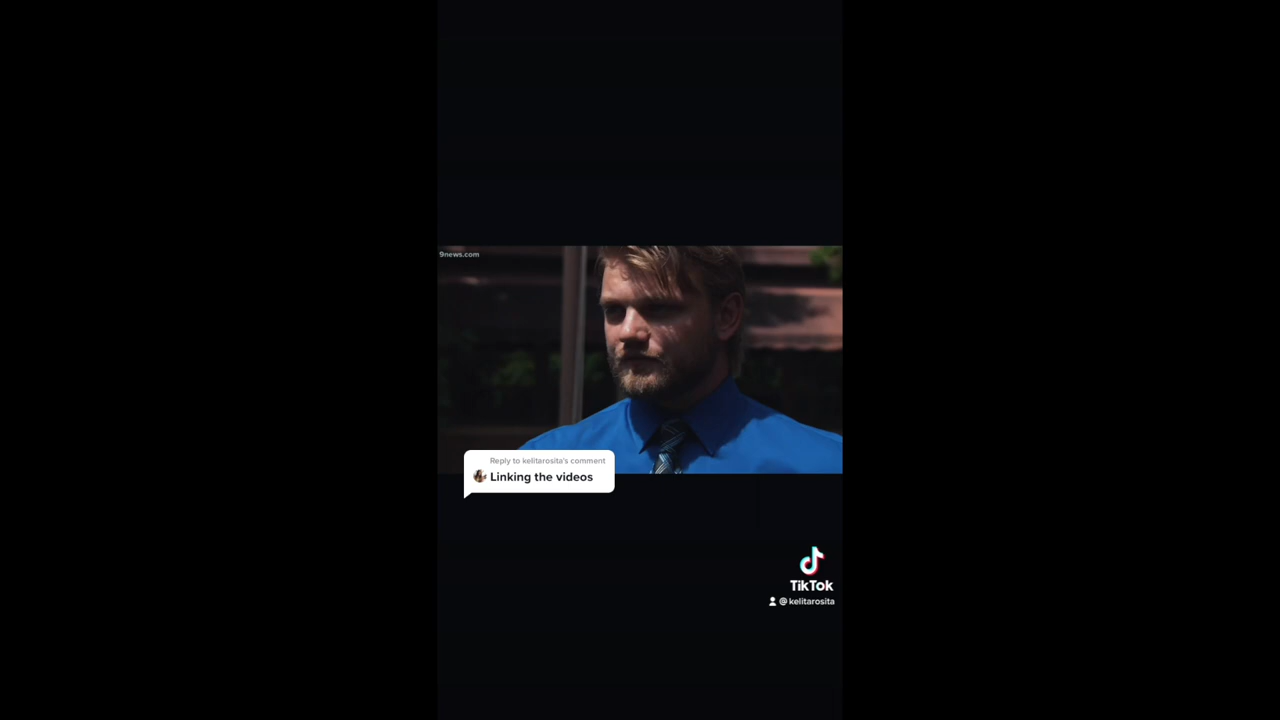 9news.com
Reply to kelitarosita's comment
Linking the videos
TikTok
@kelitarosita